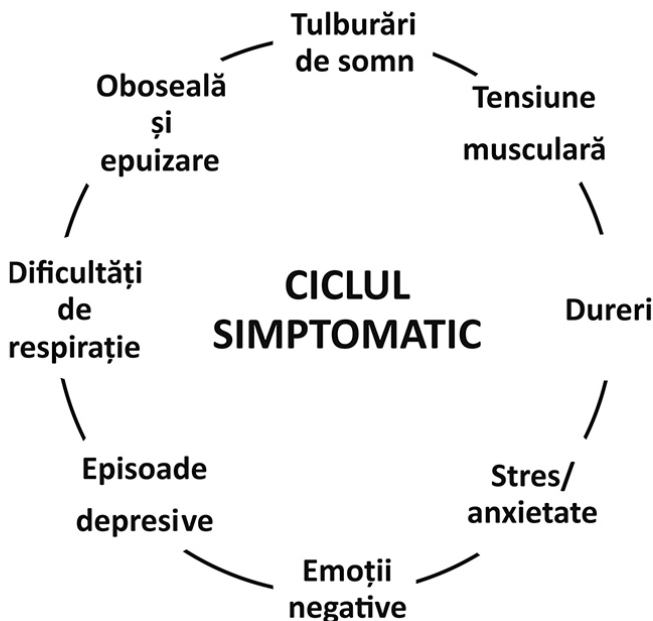 Tulburări
de somn
Tensiune
musculară
Dureri
Stres/
anxietate
Emoții
negative
Episoade
depresive
Dificultăți
de
respirație
Oboseală
și
epuizare
CICLUL
SIMPTOMATIC